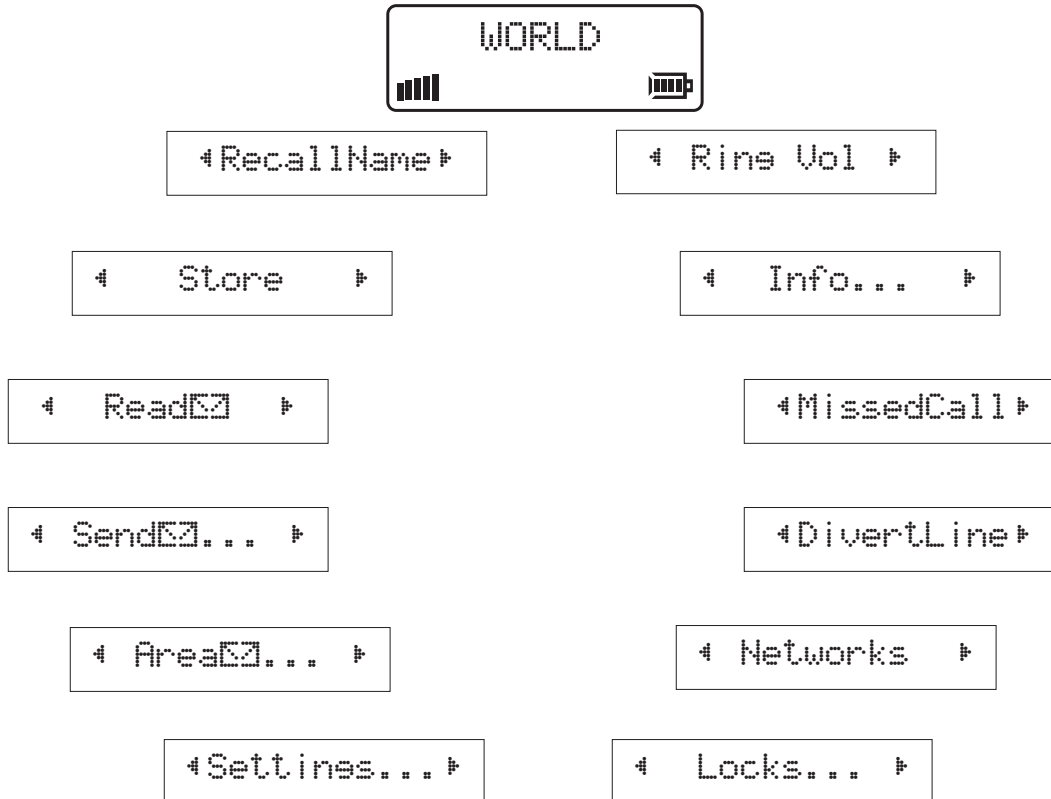 WORLD
RecallName
Ring Vol
Store
Info...
Read
MissedCall
Send...
DivertLine
Area...
Networks
Settings...
Locks...